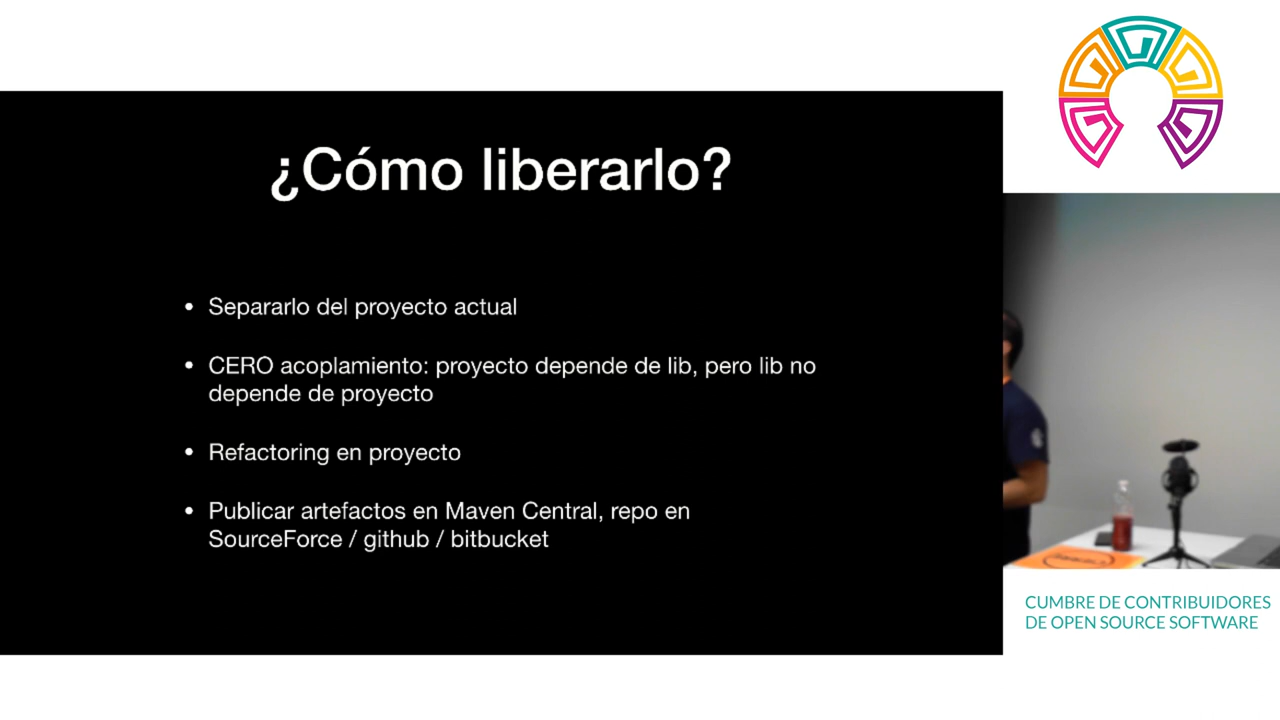 ¿Cómo liberarlo?
• Separarlo del proyecto actual
• CERO acoplamiento: proyecto depende de lib, pero lib no
depende de proyecto
• Refactoring en proyecto
• Publicar artefactos en Maven Central, repo en
SourceForce / github / bitbucket
CUMBRE DE CONTRIBUIDORES
DE OPEN SOURCE SOFTWARE